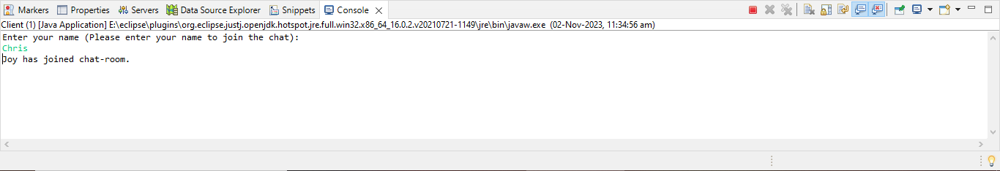 Markers Properties Servers Data Source Explorer Snippets Console
Client (1) [Java Application] E:\eclipse\plugins\org.eclipse.justj.openjdk.hotspot.jre.full.win32.x86_64_16.0.2.v20210721-1149\jre\bin\javaw.exe (02-Nov-2023, 11:34:56 am)
Enter your name (Please enter your name to join the chat):
Chris
Joy has joined chat-room.